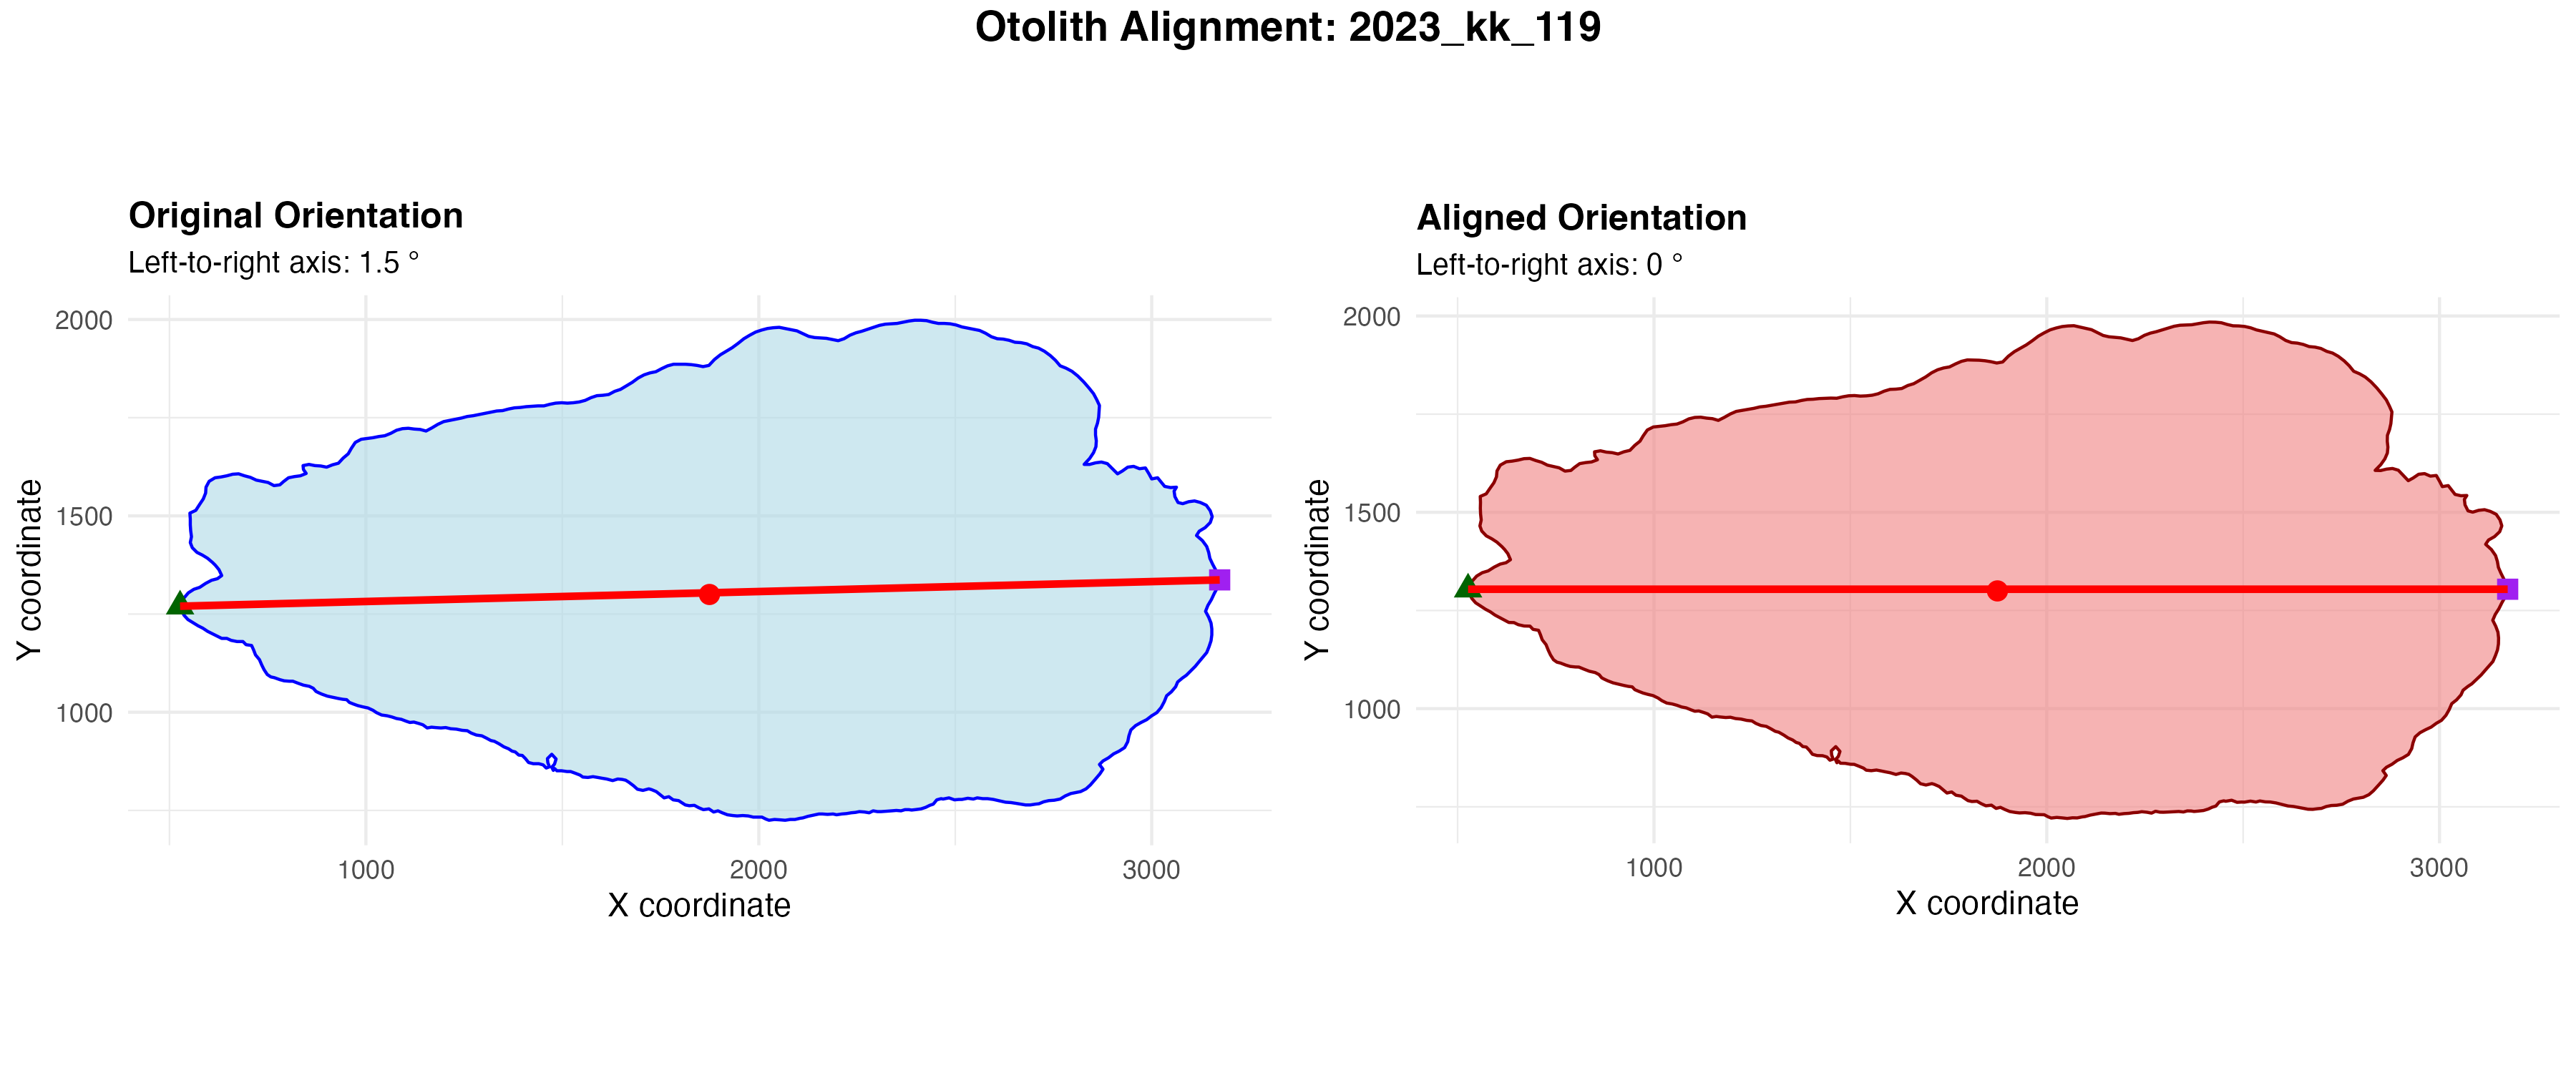 Otolith Alignment: 2023_kk_119
Original Orientation
Left-to-right axis: 1.5 °
2000
1500
1000
Y coordinate
1000
2000
3000
X coordinate
Aligned Orientation
Left-to-right axis: 0 °
2000
1500
1000
Y coordinate
1000
2000
3000
X coordinate